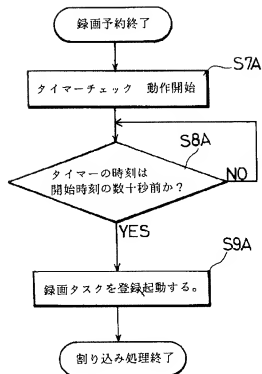 録画予約終了
S7A
タイマーチェック 動作開始
S8A
タイマーの時刻は
開始時刻の数十秒前か?
NO
YES
S9A
録画タスクを登録起動する。
割り込み処理終了